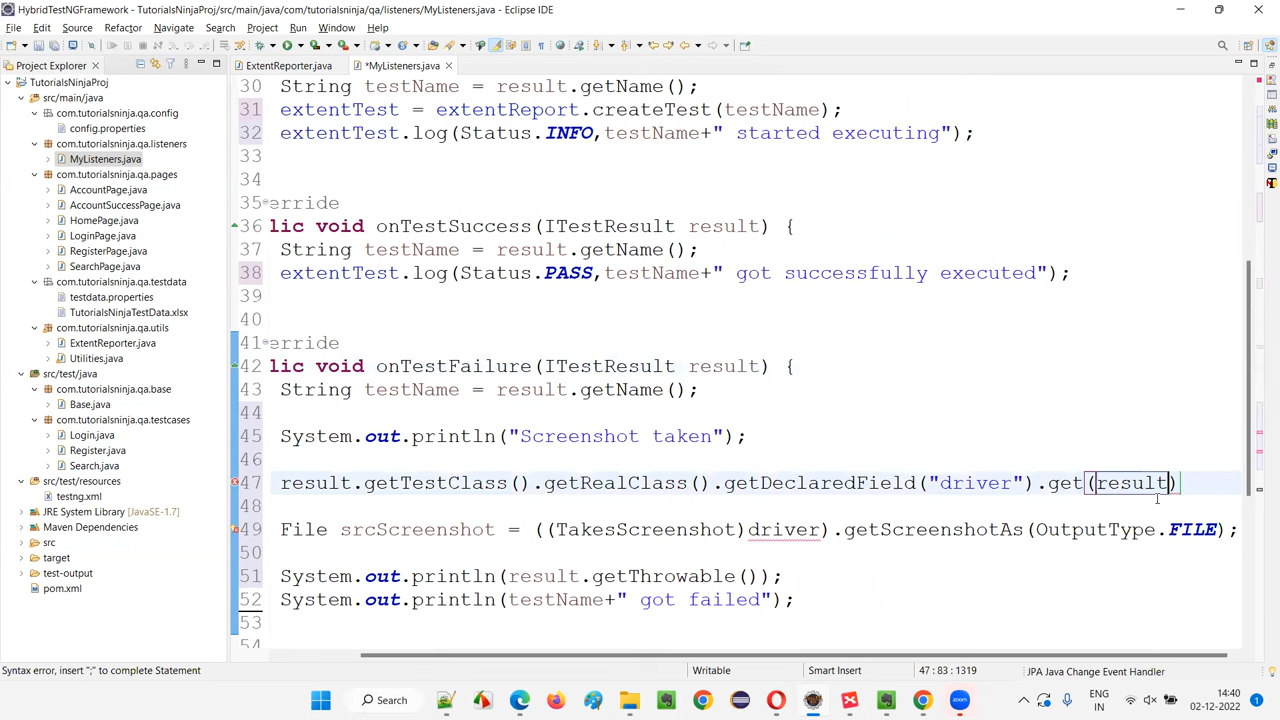 HybridTestNGFramework - TutorialsNinjaProj/src/main/java/com/tutorialsninja/qa/listeners/MyListeners.java - Eclipse IDE
File Edit Source Refactor Navigate Search Project Run Window Help
Project Explorer
ExtentReporter.java
*MyListeners.java
TutorialsNinjaProj
src/main/java
com.tutorialsninja.qa.config
config.properties
com.tutorialsninja.qa.listeners
MyListeners.java
com.tutorialsninja.qa.pages
AccountPage.java
AccountSuccessPage.java
HomePage.java
LoginPage.java
RegisterPage.java
SearchPage.java
com.tutorialsninja.qa.testdata
testdata.properties
TutorialsNinjaTestData.xlsx
com.tutorialsninja.qa.utils
ExtentReporter.java
Utilities.java
src/test/java
com.tutorialsninja.qa.base
Base.java
com.tutorialsninja.qa.testcases
Login.java
Register.java
Search.java
src/test/resources
testng.xml
JRE System Library [JavaSE-1.7]
Maven Dependencies
src
target
test-output
pom.xml
30 String testName = result.getName();
31 extentTest = extentReport.createTest(testName);
32 extentTest.log(Status.INFO,testName+" started executing");
33
34
35 erride
36 lic void onTestSuccess(ITestResult result) {
37 String testName = result.getName();
38 extentTest.log(Status.PASS,testName+" got successfully executed");
39
40
41 erride
42 lic void onTestFailure(ITestResult result) {
43 String testName = result.getName();
44
45 System.out.println("Screenshot taken");
46
47 result.getTestClass().getRealClass().getDeclaredField("driver").get(result)
48
49 File srcScreenshot = ((TakesScreenshot)driver).getScreenshotAs(OutputType.FILE);
50
51 System.out.println(result.getThrowable());
52 System.out.println(testName+" got failed");
53
54
Syntax error, insert ";" to complete Statement
Writable
Smart Insert
47 : 83 : 1319
JPA Java Change Event Handler
Search
ENG
IN
14:40
02-12-2022
1